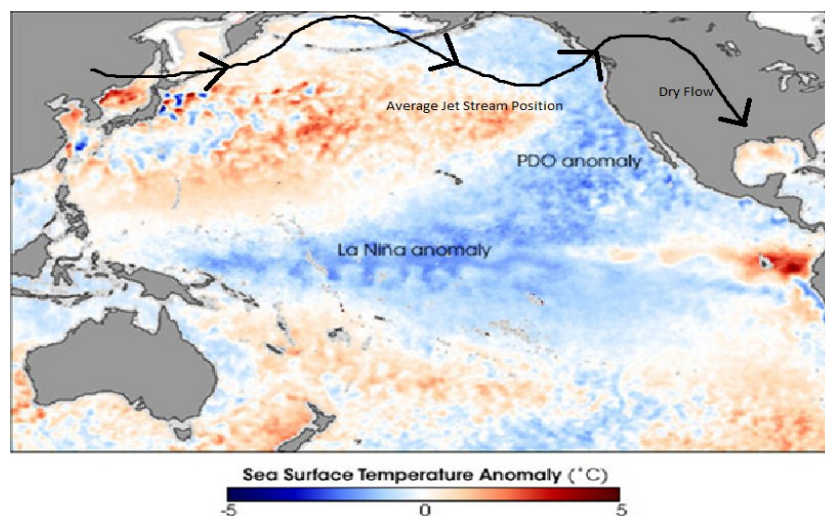 Average Jet Stream Position
Dry Flow
PDO anomaly
La Niña anomaly
Sea Surface Temperature Anomaly (˚C)
-5 0 5